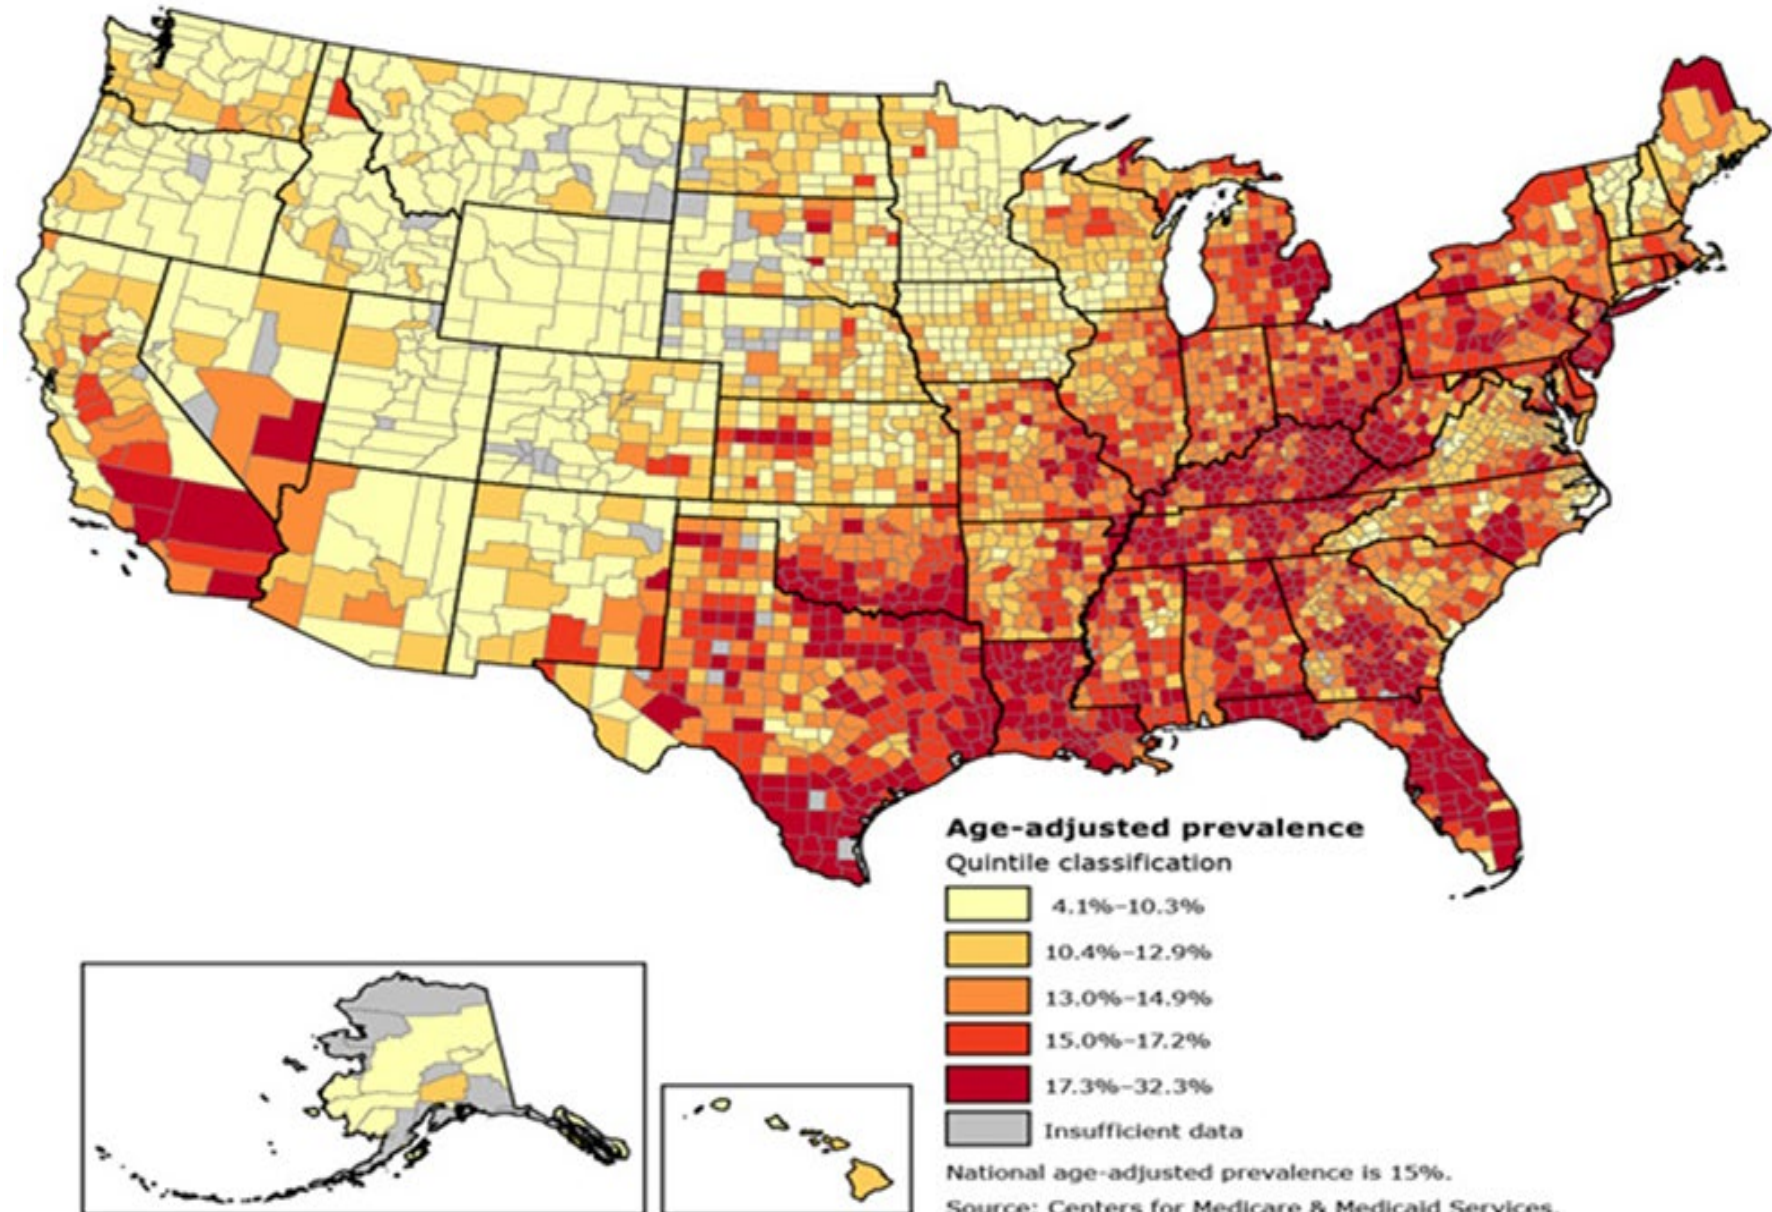 Age-adjusted prevalence
Quintile classification
4.1%–10.3%
10.4%–12.9%
13.0%–14.9%
15.0%–17.2%
17.3%–32.3%
Insufficient data
National age-adjusted prevalence is 15%.
Source: Centers for Medicare & Medicaid Services.